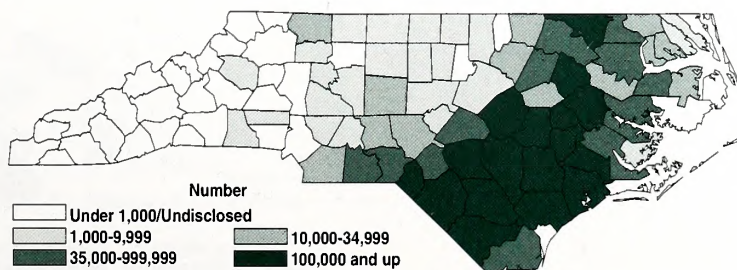 Number
Under 1,000/Undisclosed
1,000-9,999
10,000-34,999
35,000-999,999
100,000 and up